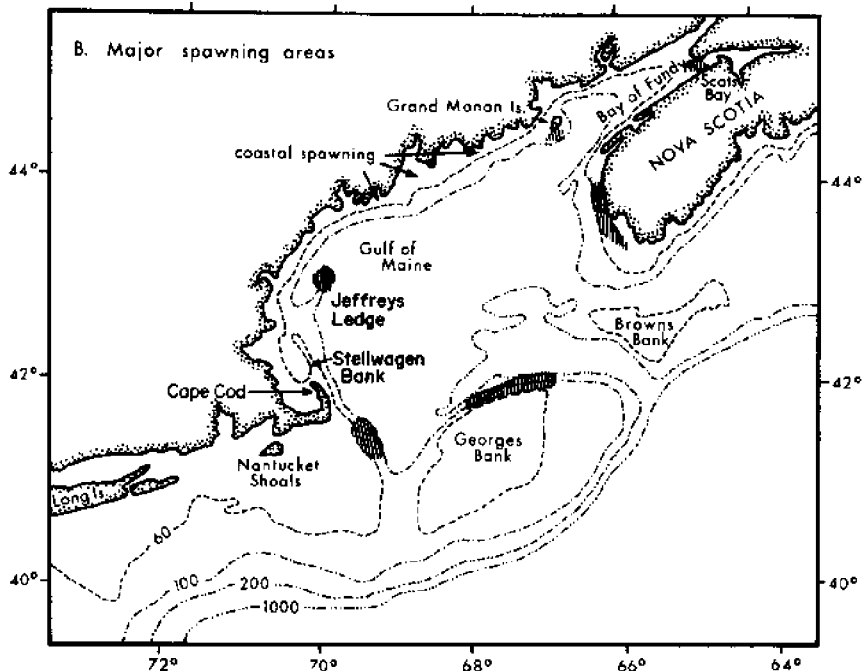 B. Major spawning areas
Grand Manan Is.
Bay of Fundy
Scots
Bay
NOVA SCOTIA
coastal spawning
44°
44°
Gulf of
Maine
Jeffreys
Ledge
Browns
Bank
Stellwagen
Bank
42°
42°
Cape Cod
Georges
Bank
Nantucket
Shoals
Long Is.
60
100
200
1000
40°
40°
72°
70°
68°
66°
64°